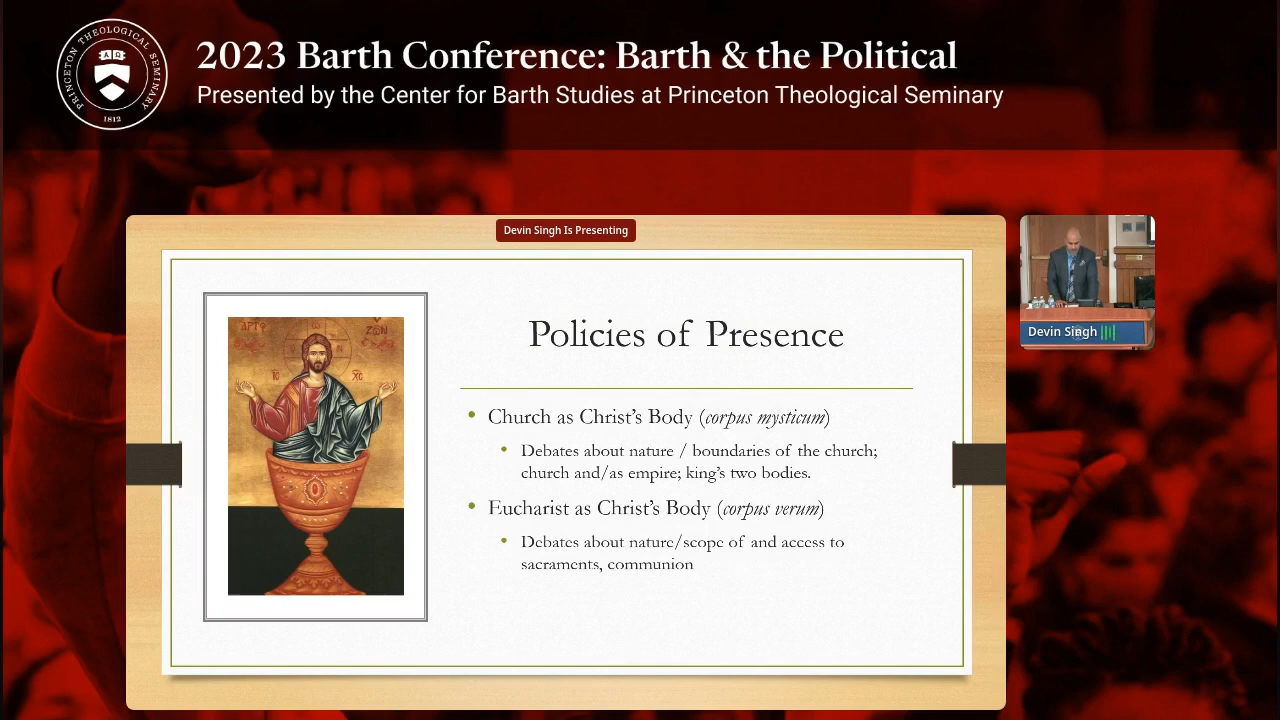 PRINCETON THEOLOGICAL SEMINARY
1812
2023 Barth Conference: Barth & the Political
Presented by the Center for Barth Studies at Princeton Theological Seminary
Devin Singh Is Presenting
Policies of Presence
• Church as Christ's Body (corpus mysticum)
• Debates about nature / boundaries of the church;
church and/as empire; king's two bodies.
• Eucharist as Christ's Body (corpus verum)
• Debates about nature/scope of and access to
sacraments, communion
Devin Singh